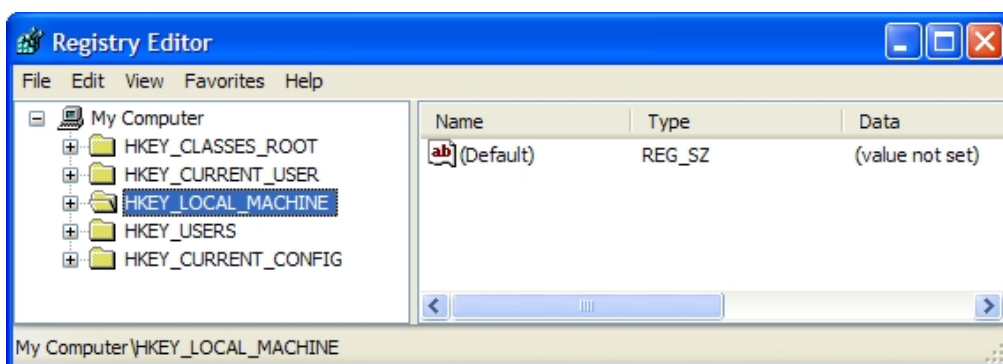 Registry Editor
File Edit View Favorites Help
My Computer
HKEY_CLASSES_ROOT
HKEY_CURRENT_USER
HKEY_LOCAL_MACHINE
HKEY_USERS
HKEY_CURRENT_CONFIG
Name Type Data
ab (Default) REG_SZ (value not set)
My Computer\HKEY_LOCAL_MACHINE